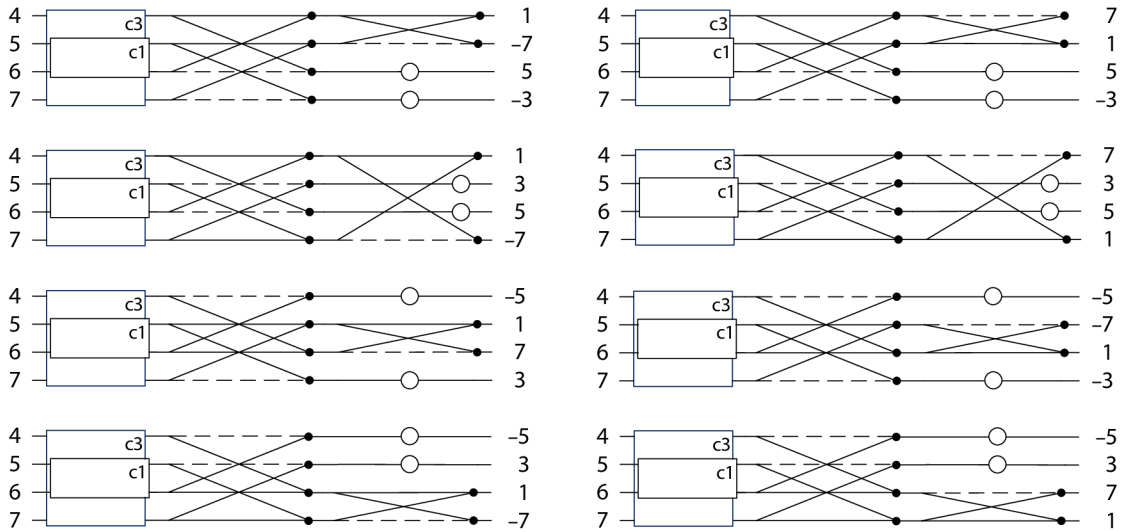 4 c3 1 4 c3 7
5 c1 –7 5 c1 1
6 5 6 5
7 –3 7 –3
4 c3 1 4 c3 7
5 c1 3 5 c1 3
6 5 6 5
7 –7 7 1
4 c3 –5 4 c3 –5
5 c1 1 5 c1 –7
6 7 6 1
7 3 7 –3
4 c3 –5 4 c3 –5
5 c1 3 5 c1 3
6 1 6 7
7 –7 7 1